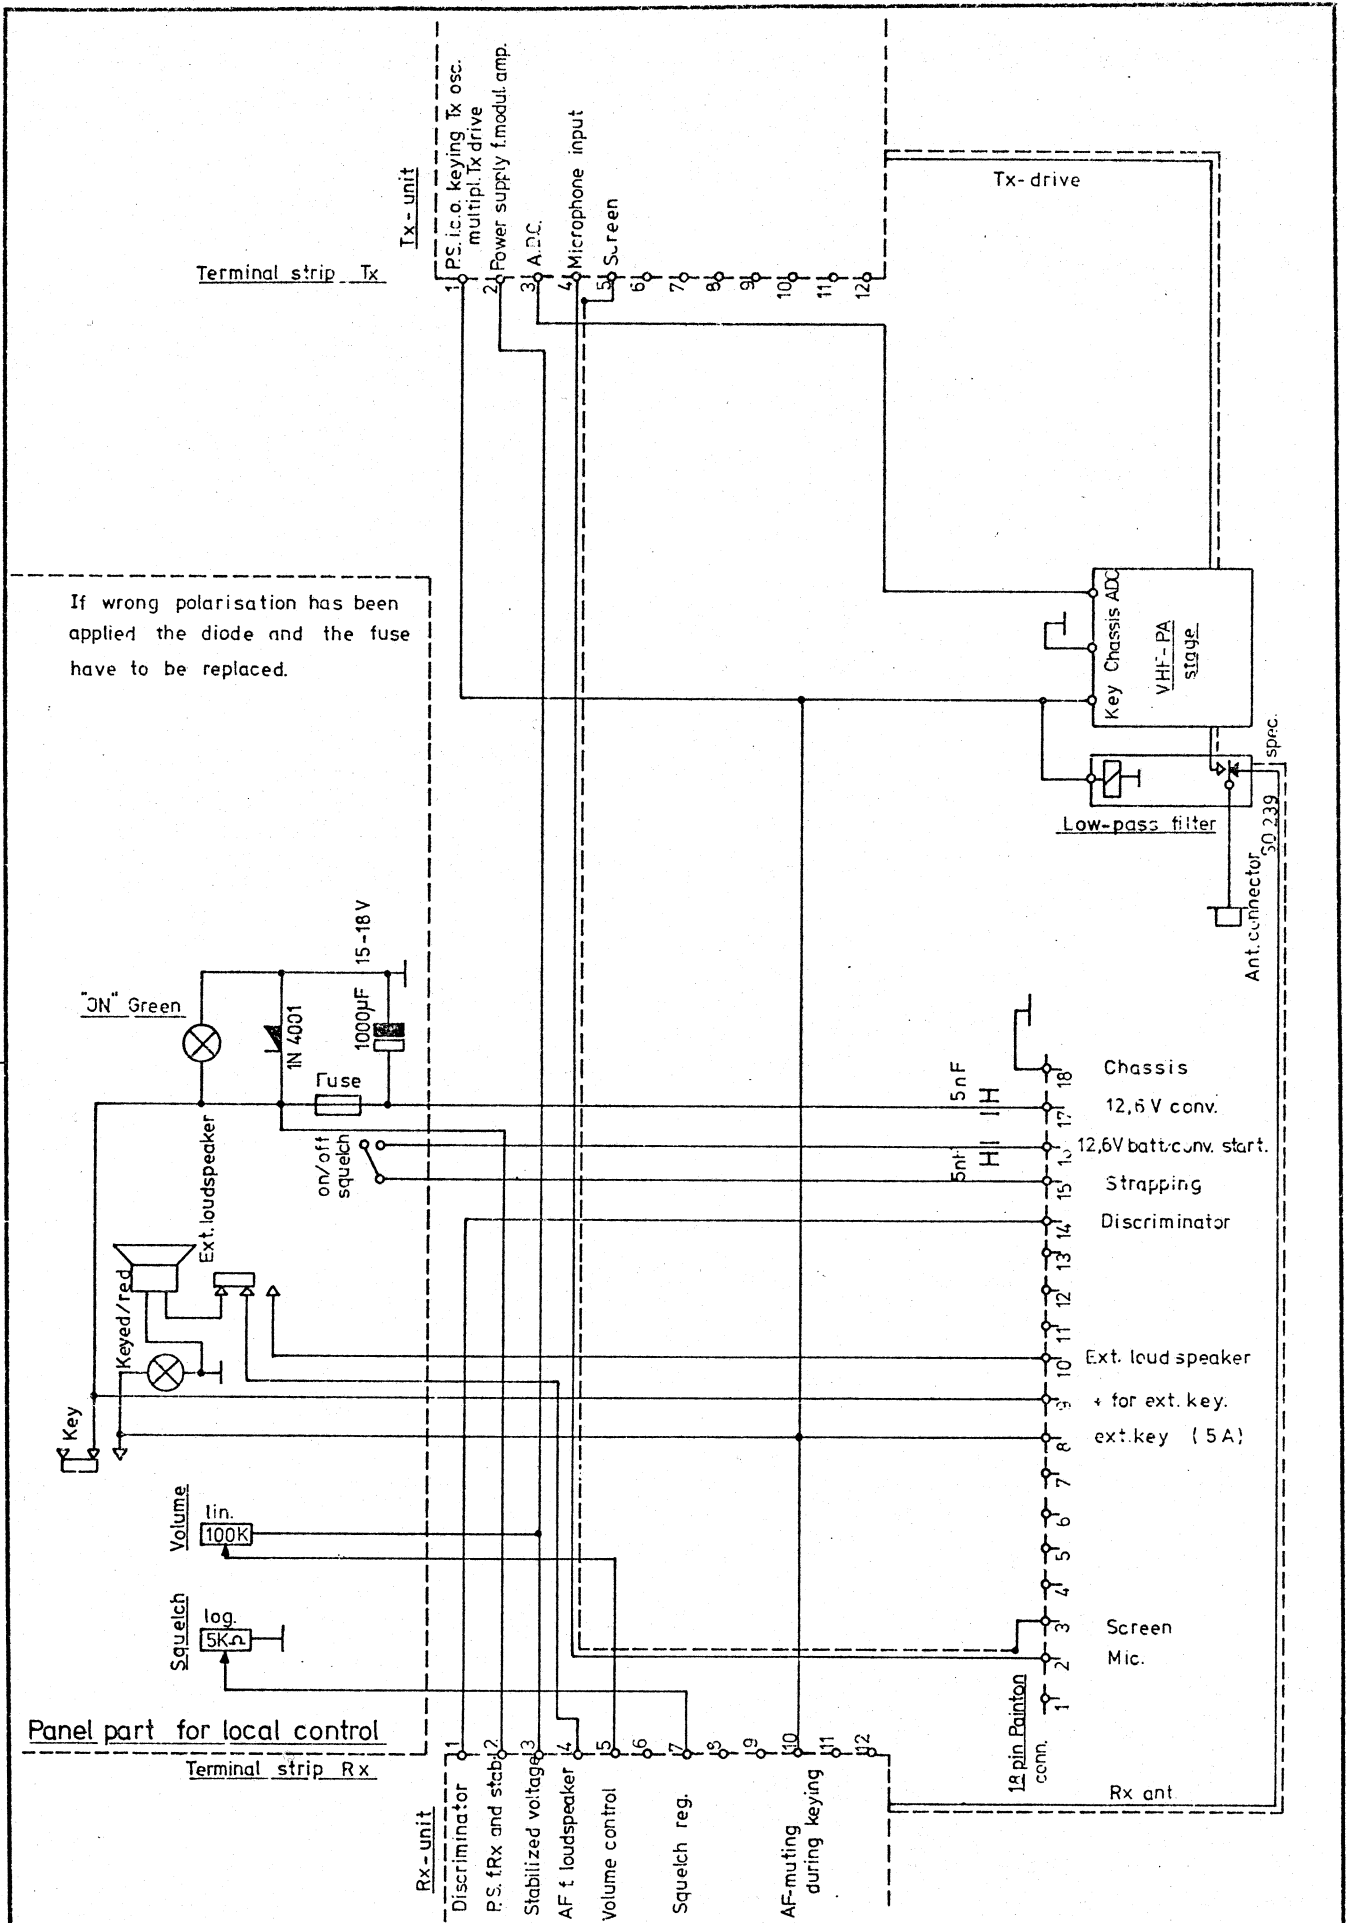 Tx-unit
P.S. i.c.o. keying Tx osc.
multipl. Tx drive
Power supply f. modul. amp.
A.D.C.
Microphone input
Screen
Terminal strip Tx
1
2
3
4
5
6
7
8
9
10
11
12
Tx-drive
If wrong polarisation has been
applied the diode and the fuse
have to be replaced.
Key Chassis ADC
VHF-PA
stage
Low-pass filter
Ant. connector
SO 239
spec.
"ON" Green
1N 4001
1000µF 15-18 V
Fuse
on/off
squelch
Ext. loudspeaker
Keyed/red
Key
Volume
lin.
100K
Squelch
log.
5KΩ
5nF
5nF
18
Chassis
17
12,6 V conv.
16
12,6V batt. conv. start.
15
Strapping
14
Discriminator
13
12
11
10
Ext. loud speaker
9
+ for ext. key.
8
ext. key (5A)
7
6
5
4
3
Screen
2
Mic.
1
18 pin Painton
conn.
Panel part for local control
Terminal strip Rx
1
2
3
4
5
6
7
8
9
10
11
12
Rx-unit
Discriminator
P.S. f.Rx and stab.
Stabilized voltage
AF f. loudspeaker
Volume control
Squelch reg.
AF-muting
during keying
Rx ant